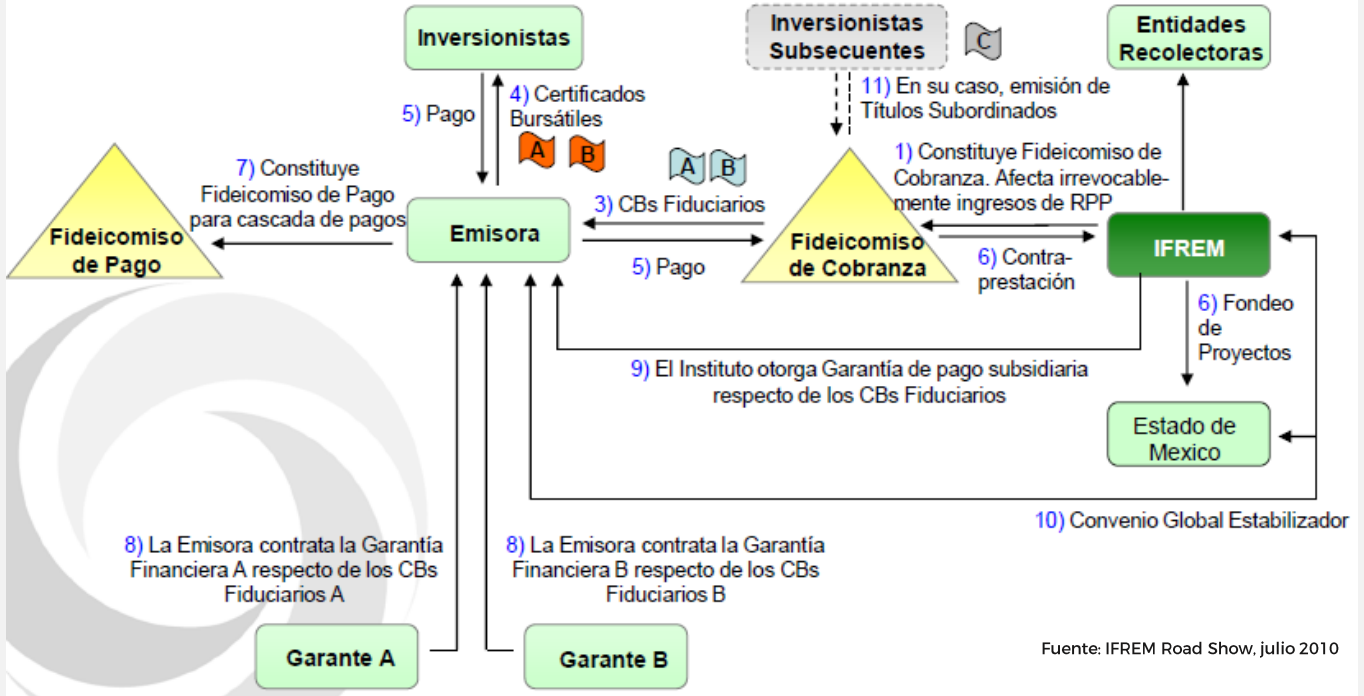 Inversionistas
Inversionistas
Subsecuentes
C
Entidades
Recolectoras
5) Pago
4) Certificados
Bursátiles
A
B
11) En su caso, emisión de
Títulos Subordinados
7) Constituye
Fideicomiso de Pago
para cascada de pagos
A
B
1) Constituye Fideicomiso de
Cobranza. Afecta irrevocable-
mente ingresos de RPP
Fideicomiso
de Pago
Emisora
3) CBs Fiduciarios
5) Pago
Fideicomiso
de Cobranza
6) Contra-
prestación
IFREM
6) Fondeo
de
Proyectos
9) El Instituto otorga Garantía de pago subsidiaria
respecto de los CBs Fiduciarios
Estado de
Mexico
10) Convenio Global Estabilizador
8) La Emisora contrata la Garantía
Financiera A respecto de los CBs
Fiduciarios A
8) La Emisora contrata la Garantía
Financiera B respecto de los CBs
Fiduciarios B
Garante A
Garante B
Fuente: IFREM Road Show, julio 2010